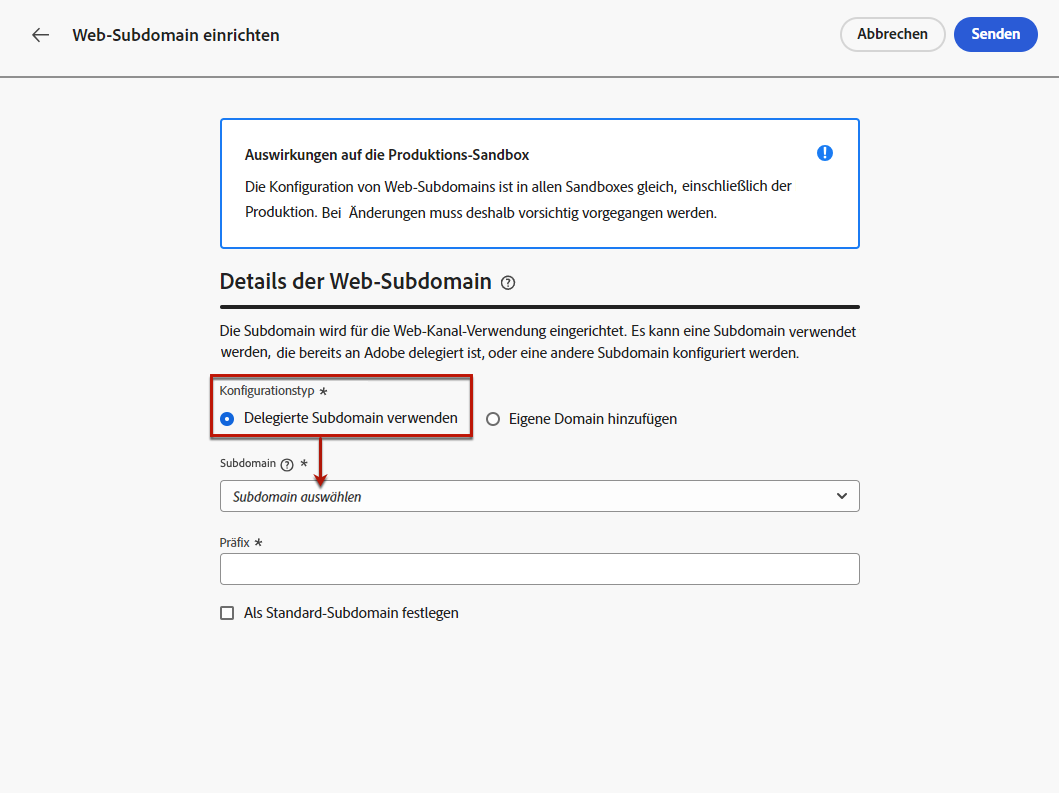 Web-Subdomain einrichten
Abbrechen
Senden
Auswirkungen auf die Produktions-Sandbox
Die Konfiguration von Web-Subdomains ist in allen Sandboxes gleich, einschließlich der
Produktion. Bei Änderungen muss deshalb vorsichtig vorgegangen werden.
Details der Web-Subdomain
Die Subdomain wird für die Web-Kanal-Verwendung eingerichtet. Es kann eine Subdomain verwendet
werden, die bereits an Adobe delegiert ist, oder eine andere Subdomain konfiguriert werden.
Konfigurationstyp *
Delegierte Subdomain verwenden
Eigene Domain hinzufügen
Subdomain *
Subdomain auswählen
Präfix *
Als Standard-Subdomain festlegen